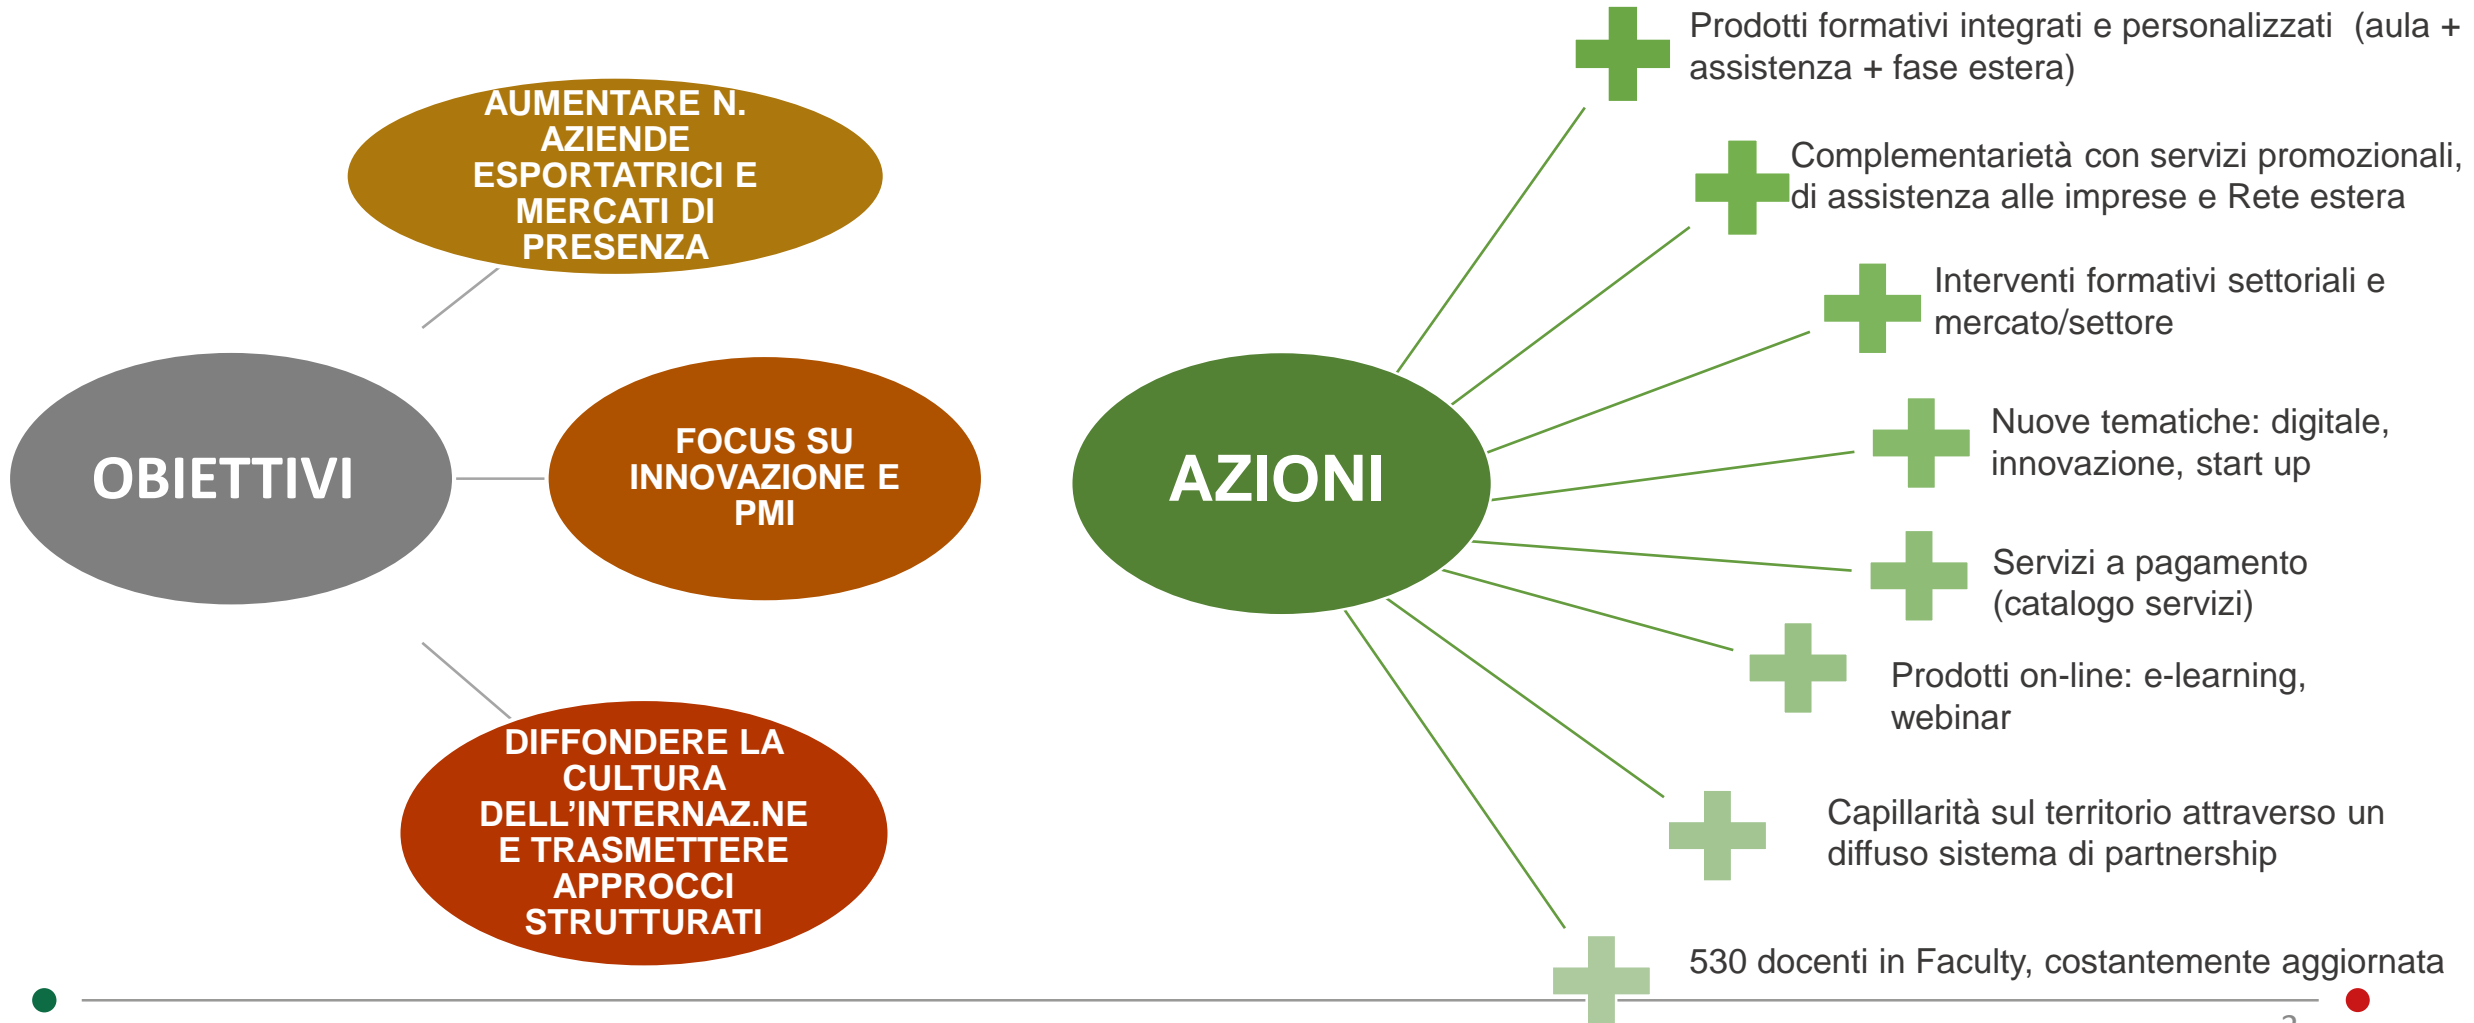 OBIETTIVI
AUMENTARE N.
AZIENDE
ESPORTATRICI E
MERCATI DI
PRESENZA
FOCUS SU
INNOVAZIONE E
PMI
DIFFONDERE LA
CULTURA
DELL’INTERNAZ.NE
E TRASMETTERE
APPROCCI
STRUTTURATI
AZIONI
Prodotti formativi integrati e personalizzati (aula +
assistenza + fase estera)
Complementarietà con servizi promozionali,
di assistenza alle imprese e Rete estera
Interventi formativi settoriali e
mercato/settore
Nuove tematiche: digitale,
innovazione, start up
Servizi a pagamento
(catalogo servizi)
Prodotti on-line: e-learning,
webinar
Capillarità sul territorio attraverso un
diffuso sistema di partnership
530 docenti in Faculty, costantemente aggiornata